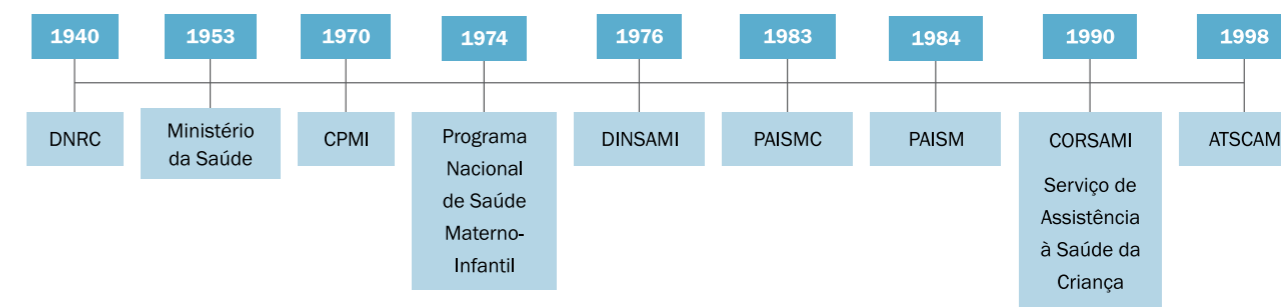 1940
1953
1970
1974
1976
1983
1984
1990
1998
DNRC
Ministério
da Saúde
CPMI
Programa
Nacional
de Saúde
Materno-
Infantil
DINSAMI
PAISMC
PAISM
CORSAMI
Serviço de
Assistência
à Saúde da
Criança
ATSCAM